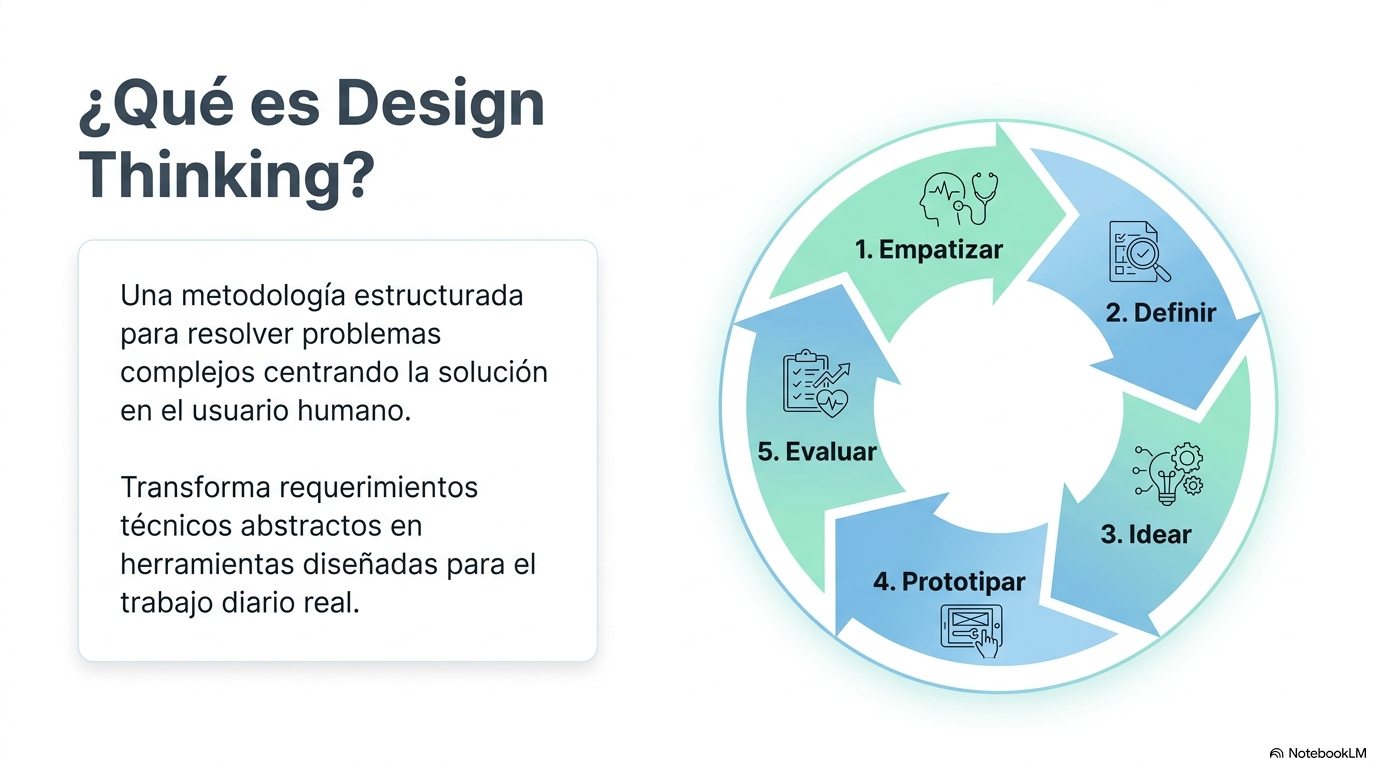 ¿Qué es Design
Thinking?
Una metodología estructurada
para resolver problemas
complejos centrando la solución
en el usuario humano.
Transforma requerimientos
técnicos abstractos en
herramientas diseñadas para el
trabajo diario real.
1. Empatizar
2. Definir
3. Idear
4. Prototipar
5. Evaluar
NotebookLM